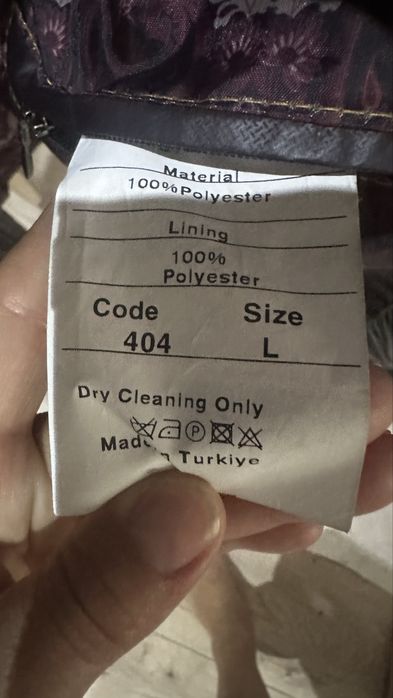 Material
100%Polyester
Lining
100%
Polyester
Code Size
404 L
Dry Cleaning Only
P
Turkiye